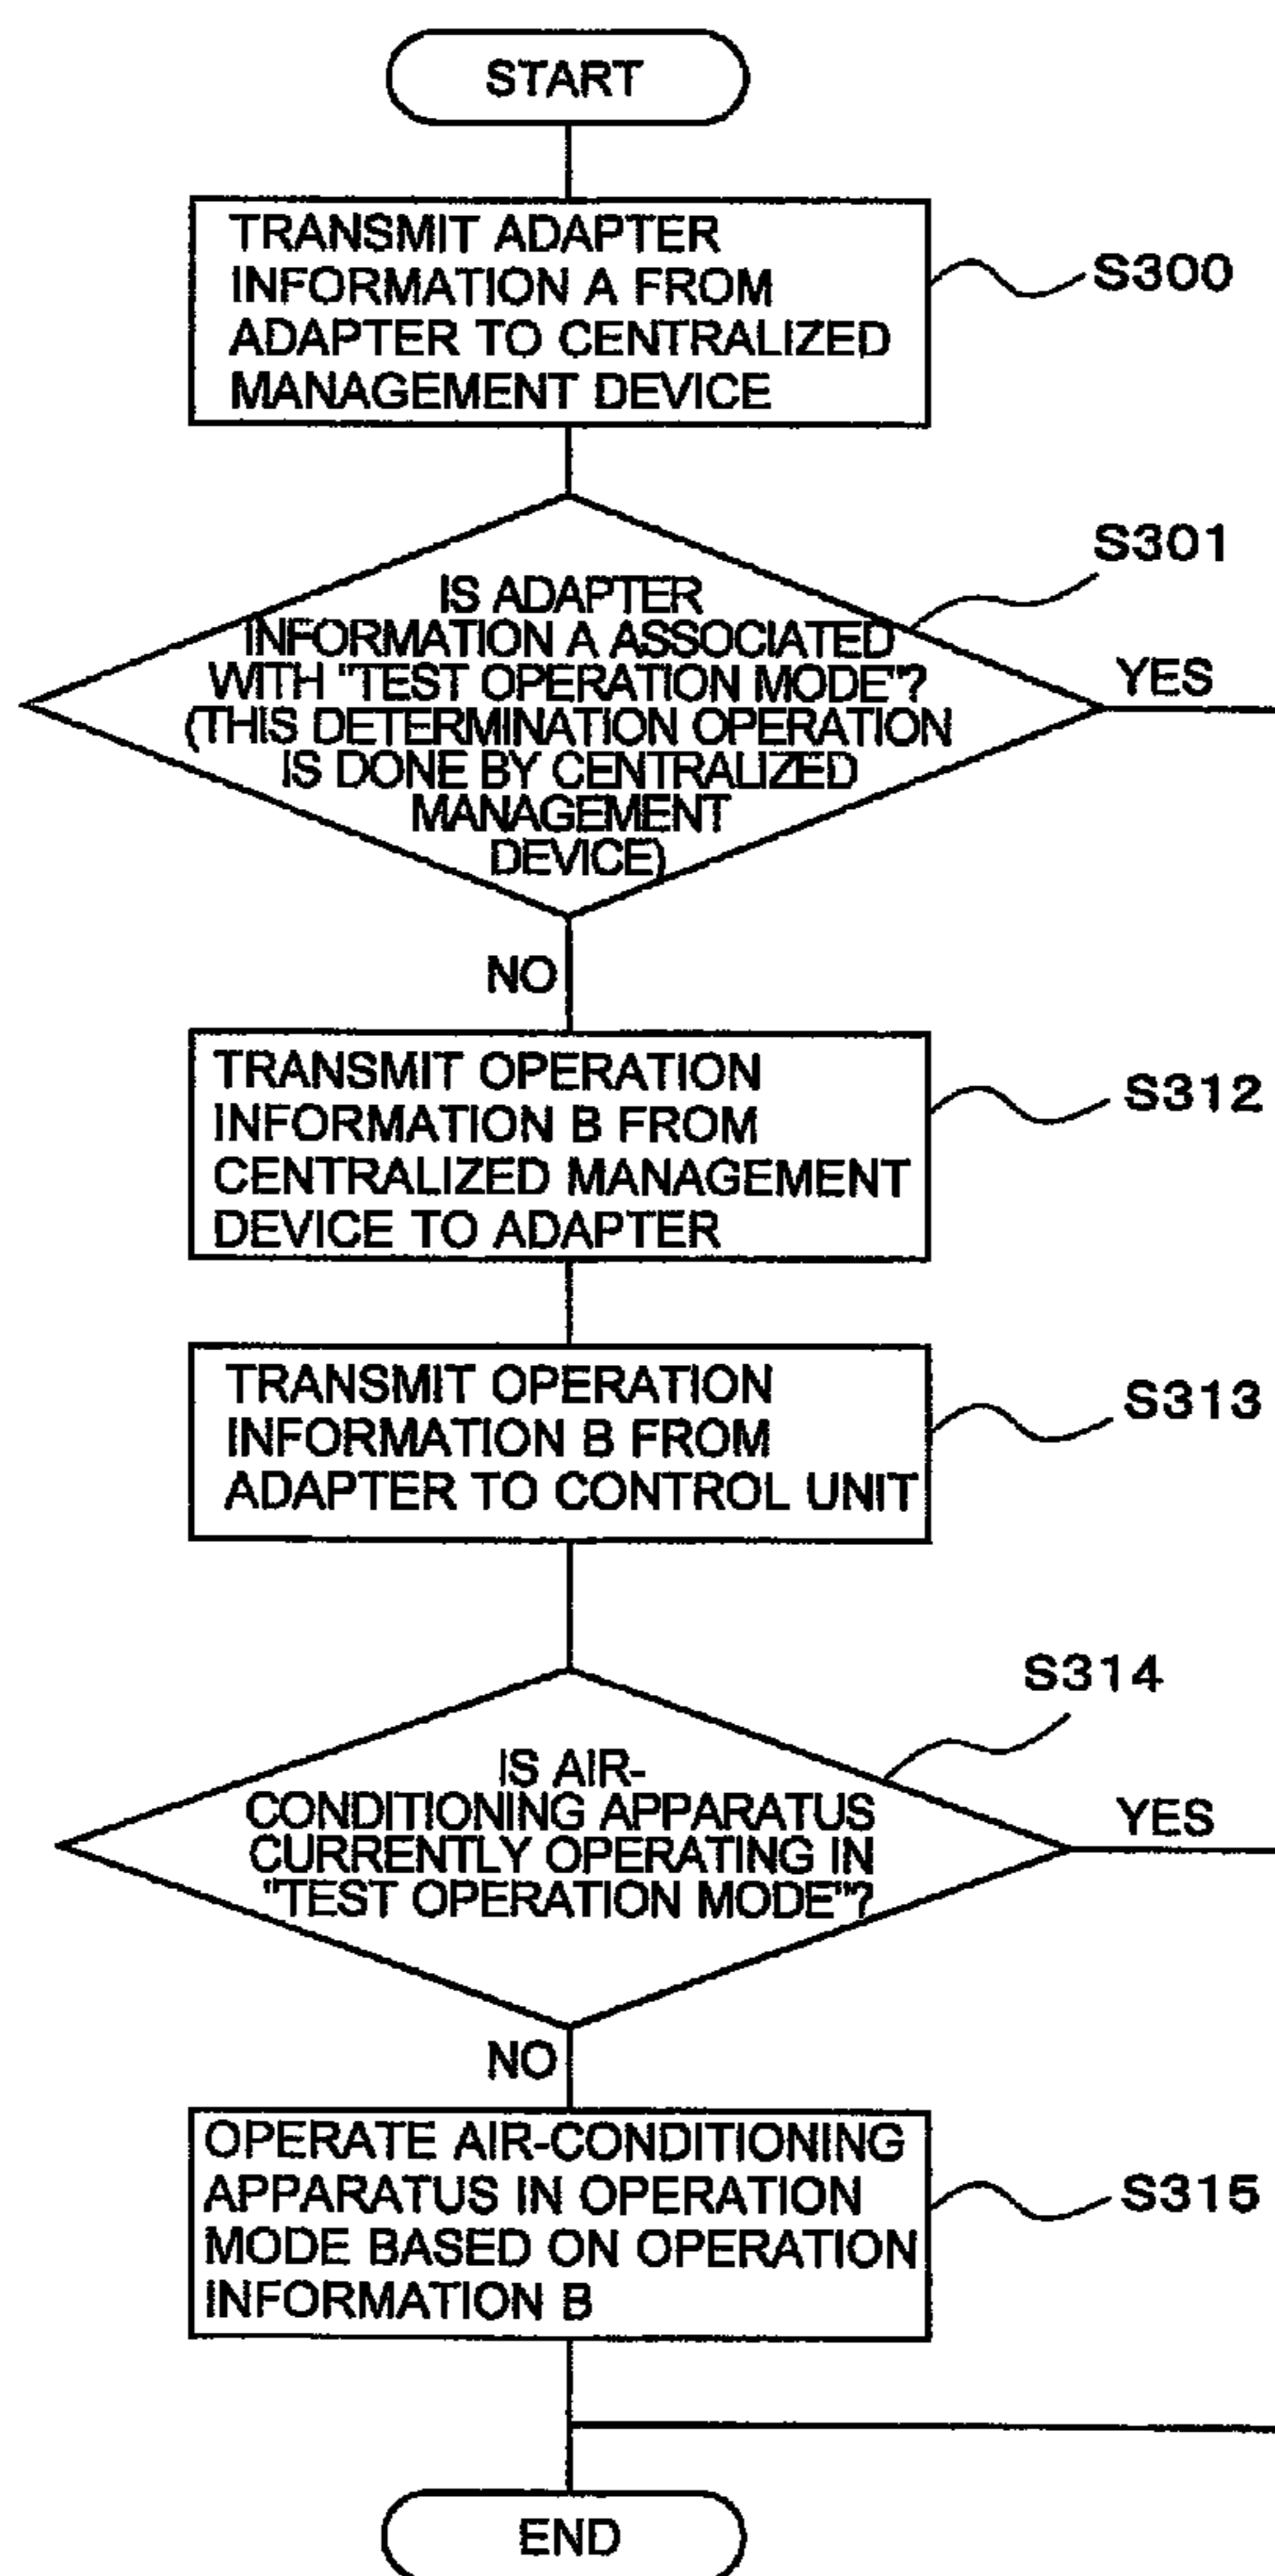 START
TRANSMIT ADAPTER
INFORMATION A FROM
ADAPTER TO CENTRALIZED
MANAGEMENT DEVICE
S300
S301
IS ADAPTER
INFORMATION A ASSOCIATED
WITH "TEST OPERATION MODE"?
(THIS DETERMINATION OPERATION
IS DONE BY CENTRALIZED
MANAGEMENT
DEVICE)
YES
NO
TRANSMIT OPERATION
INFORMATION B FROM
CENTRALIZED MANAGEMENT
DEVICE TO ADAPTER
S312
TRANSMIT OPERATION
INFORMATION B FROM
ADAPTER TO CONTROL UNIT
S313
S314
IS AIR-
CONDITIONING APPARATUS
CURRENTLY OPERATING IN
"TEST OPERATION MODE"?
YES
NO
OPERATE AIR-CONDITIONING
APPARATUS IN OPERATION
MODE BASED ON OPERATION
INFORMATION B
S315
END